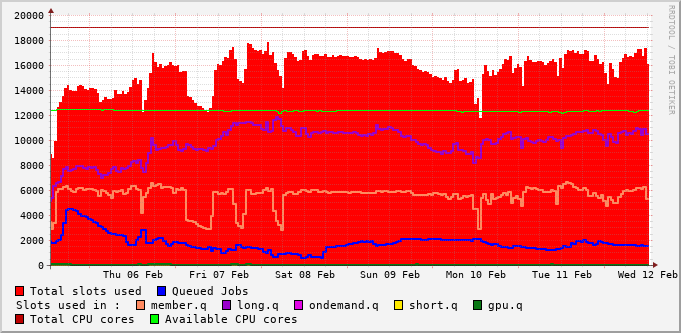 20000
18000
16000
14000
12000
10000
8000
6000
4000
2000
0
Thu 06 Feb Fri 07 Feb Sat 08 Feb Sun 09 Feb Mon 10 Feb Tue 11 Feb Wed 12 Feb
RRDTOOL / TOBI OETIKER
Total slots used Queued Jobs
Slots used in : member.q long.q ondemand.q short.q gpu.q
Total CPU cores Available CPU cores